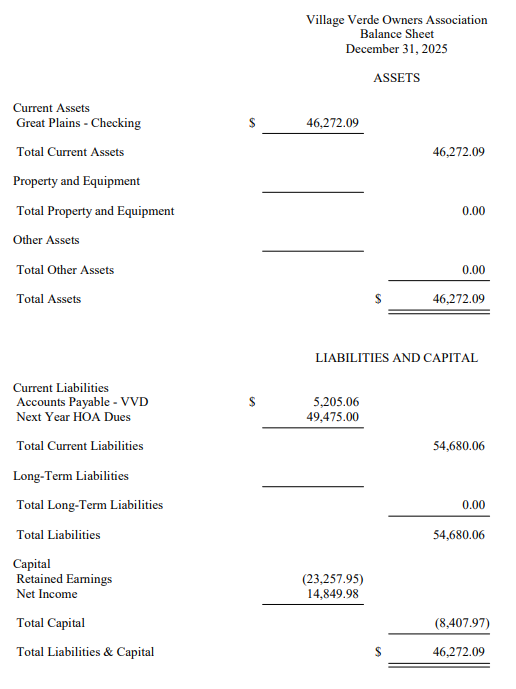 Village Verde Owners Association
Balance Sheet
December 31, 2025
ASSETS
Current Assets
Great Plains - Checking $ 46,272.09
Total Current Assets 46,272.09
Property and Equipment
Total Property and Equipment 0.00
Other Assets
Total Other Assets 0.00
Total Assets $ 46,272.09
LIABILITIES AND CAPITAL
Current Liabilities
Accounts Payable - VVD $ 5,205.06
Next Year HOA Dues 49,475.00
Total Current Liabilities 54,680.06
Long-Term Liabilities
Total Long-Term Liabilities 0.00
Total Liabilities 54,680.06
Capital
Retained Earnings (23,257.95)
Net Income 14,849.98
Total Capital (8,407.97)
Total Liabilities & Capital $ 46,272.09